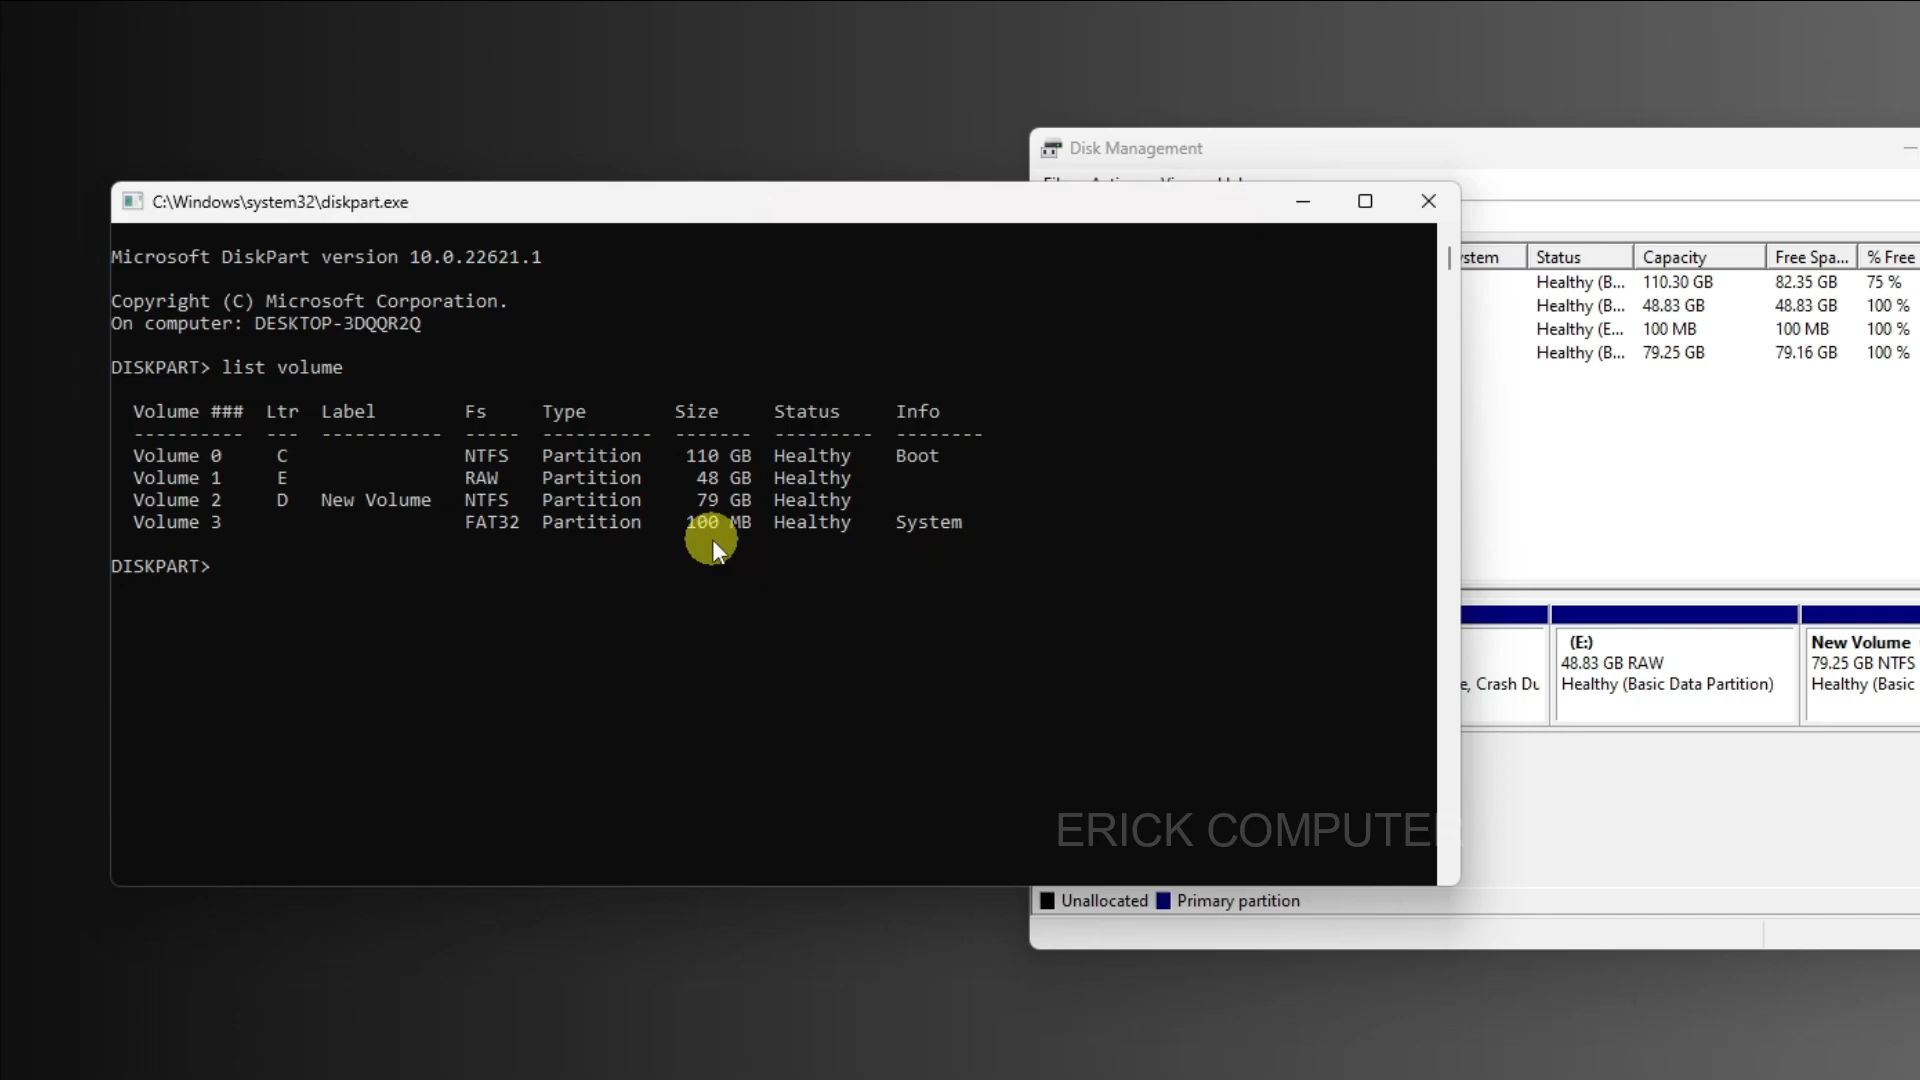 Disk Management
C:\Windows\system32\diskpart.exe
Microsoft DiskPart version 10.0.22621.1
Copyright (C) Microsoft Corporation.
On computer: DESKTOP-3DQQR2Q
DISKPART> list volume
Volume ### Ltr Label Fs Type Size Status Info
---------- --- ----------- ----- ---------- ------- --------- --------
Volume 0 C NTFS Partition 110 GB Healthy Boot
Volume 1 E RAW Partition 48 GB Healthy
Volume 2 D New Volume NTFS Partition 79 GB Healthy
Volume 3 FAT32 Partition 100 MB Healthy System
DISKPART>
ystem Status Capacity Free Spa... % Free
Healthy (B... 110.30 GB 82.35 GB 75 %
Healthy (B... 48.83 GB 48.83 GB 100 %
Healthy (E... 100 MB 100 MB 100 %
Healthy (B... 79.25 GB 79.16 GB 100 %
e, Crash Du
(E:)
48.83 GB RAW
Healthy (Basic Data Partition)
New Volume
79.25 GB NTFS
Healthy (Basic
ERICK COMPUTER
Unallocated Primary partition